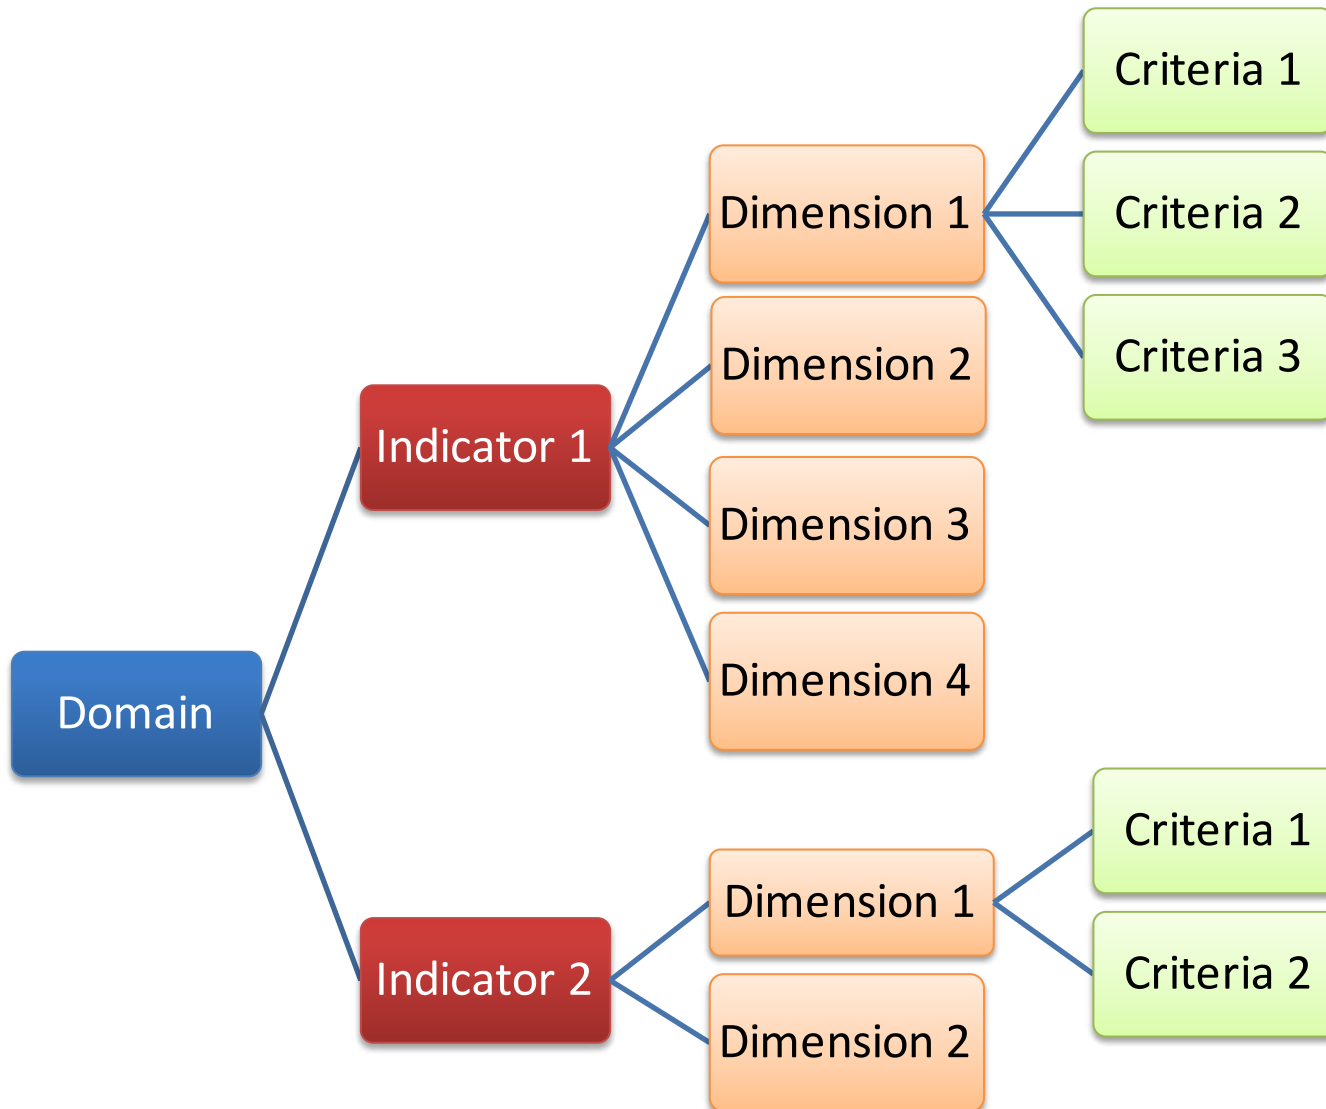 Domain
Indicator 1
Dimension 1
Criteria 1
Criteria 2
Criteria 3
Dimension 2
Dimension 3
Dimension 4
Indicator 2
Dimension 1
Criteria 1
Criteria 2
Dimension 2